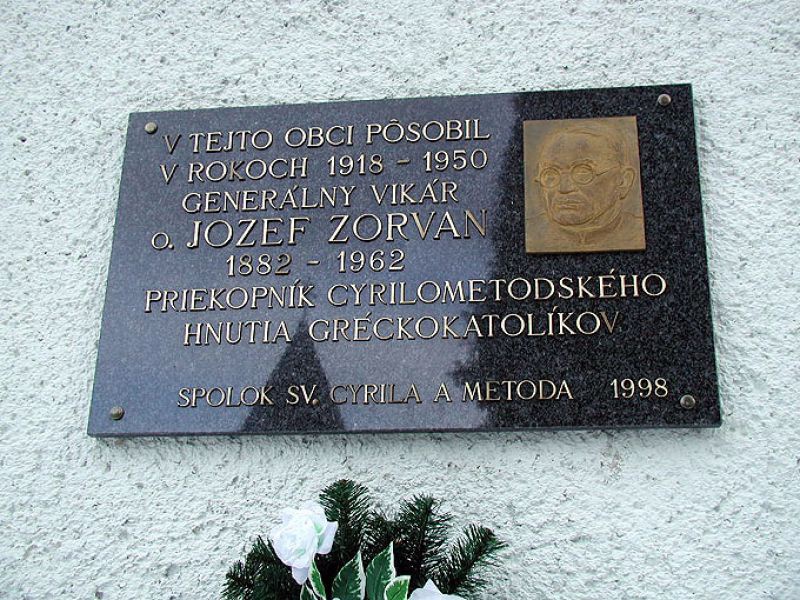 V TEJTO OBCI PÔSOBIL
V ROKOCH 1918 - 1950
GENERÁLNY VIKÁR
O. JOZEF ZORVAN
1882 - 1962
PRIEKOPNÍK CYRILOMETODSKÉHO
HNUTIA GRÉCKOKATOLÍKOV
SPOLOK SV. CYRILA A METODA 1998